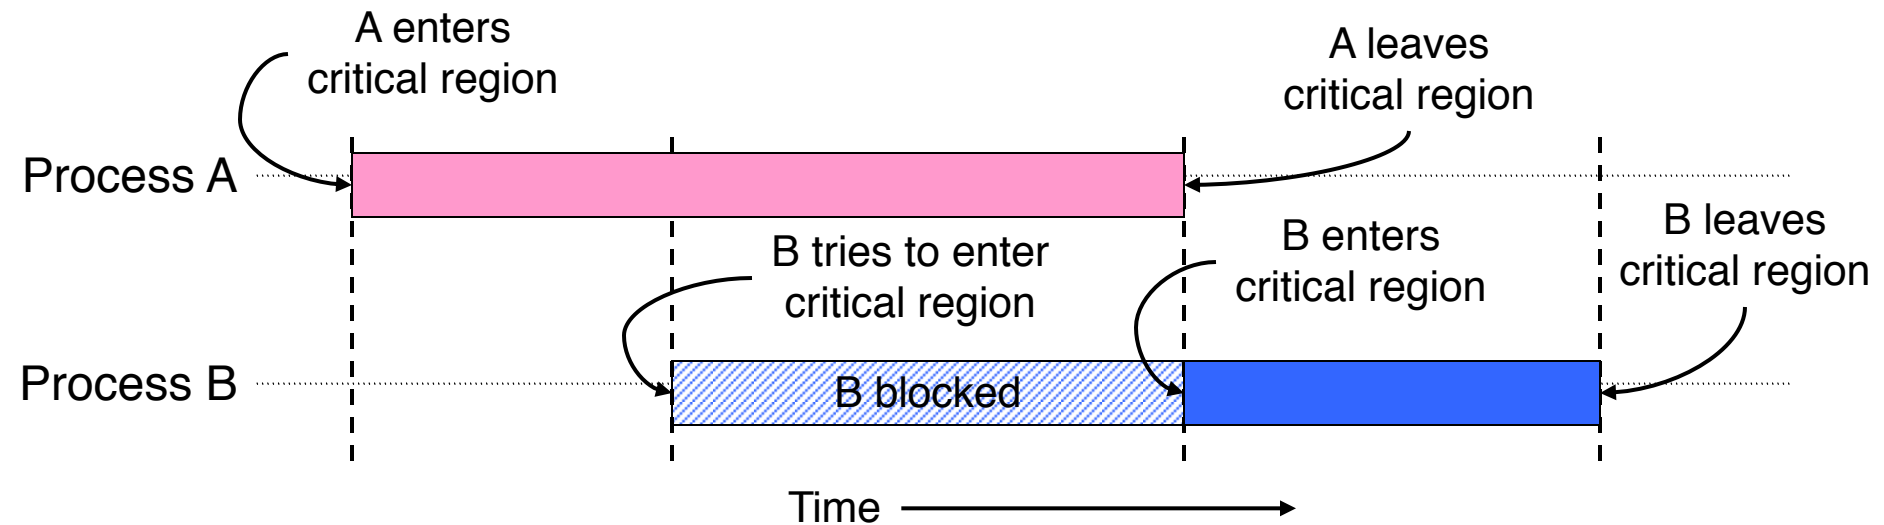 A enters
critical region
A leaves
critical region
Process A
B tries to enter
critical region
B enters
critical region
B leaves
critical region
Process B
B blocked
Time